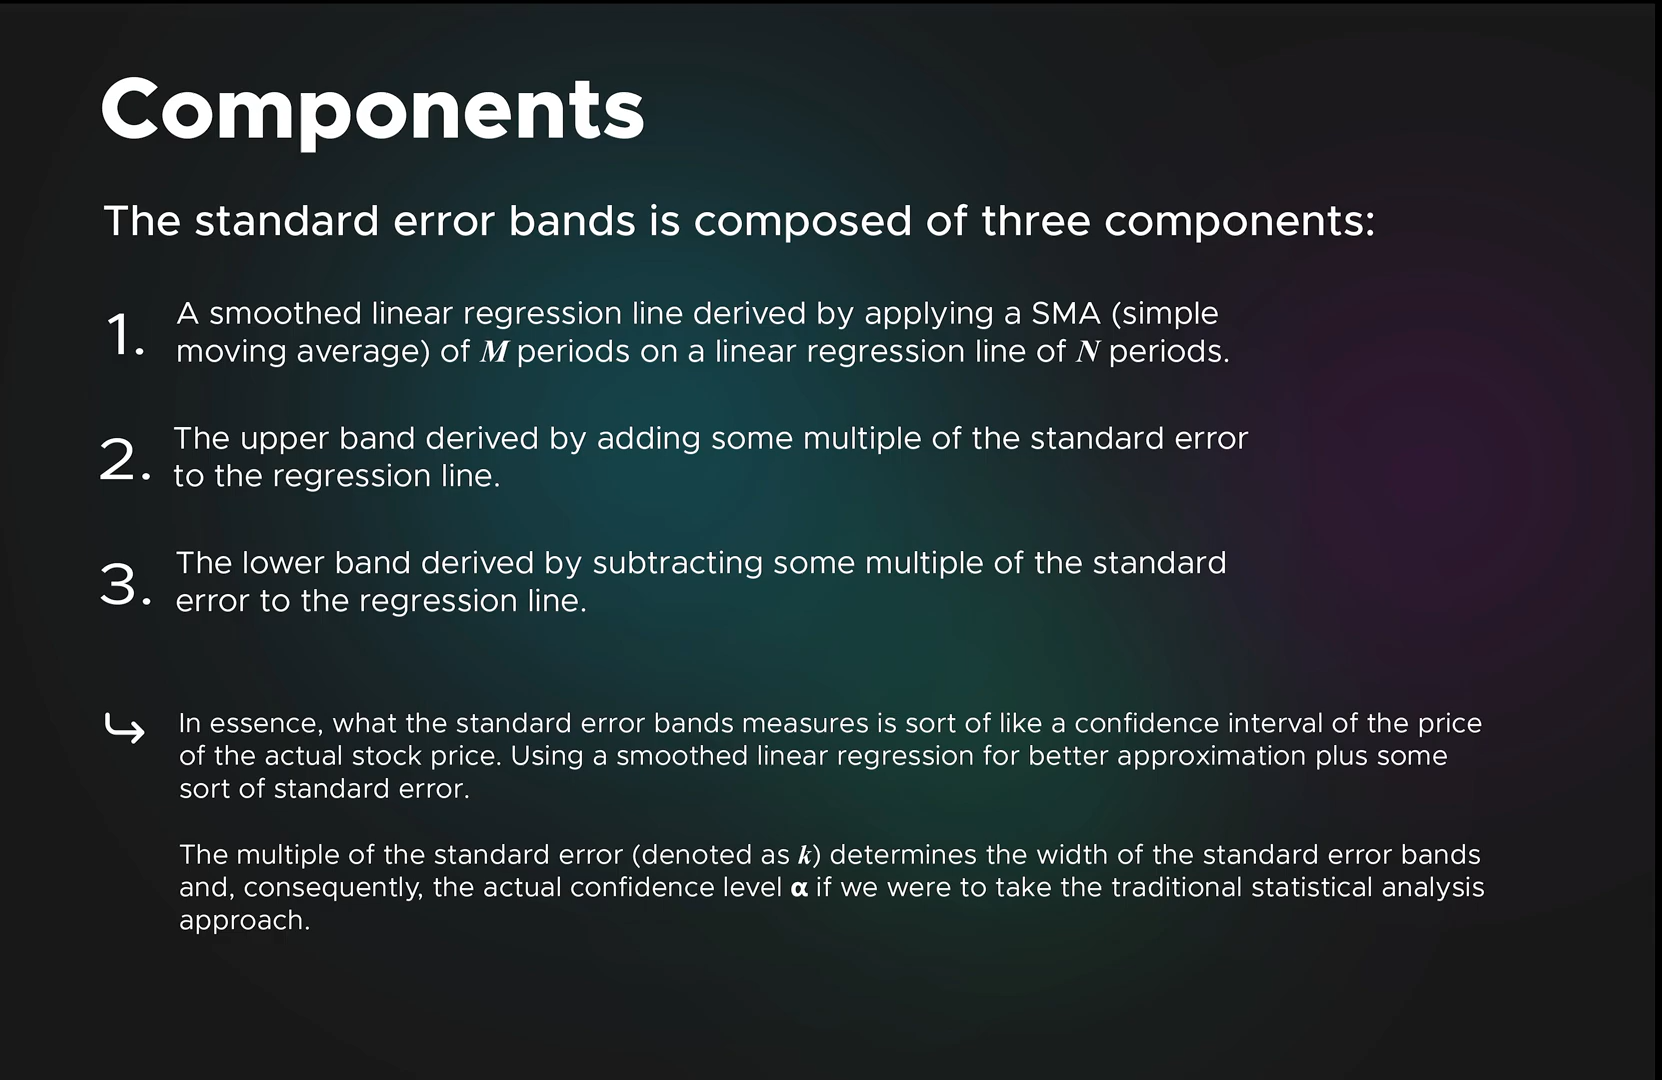 Components
The standard error bands is composed of three components:
1. A smoothed linear regression line derived by applying a SMA (simple
moving average) of M periods on a linear regression line of N periods.
2. The upper band derived by adding some multiple of the standard error
to the regression line.
3. The lower band derived by subtracting some multiple of the standard
error to the regression line.
In essence, what the standard error bands measures is sort of like a confidence interval of the price
of the actual stock price. Using a smoothed linear regression for better approximation plus some
sort of standard error.
The multiple of the standard error (denoted as k) determines the width of the standard error bands
and, consequently, the actual confidence level α if we were to take the traditional statistical analysis
approach.